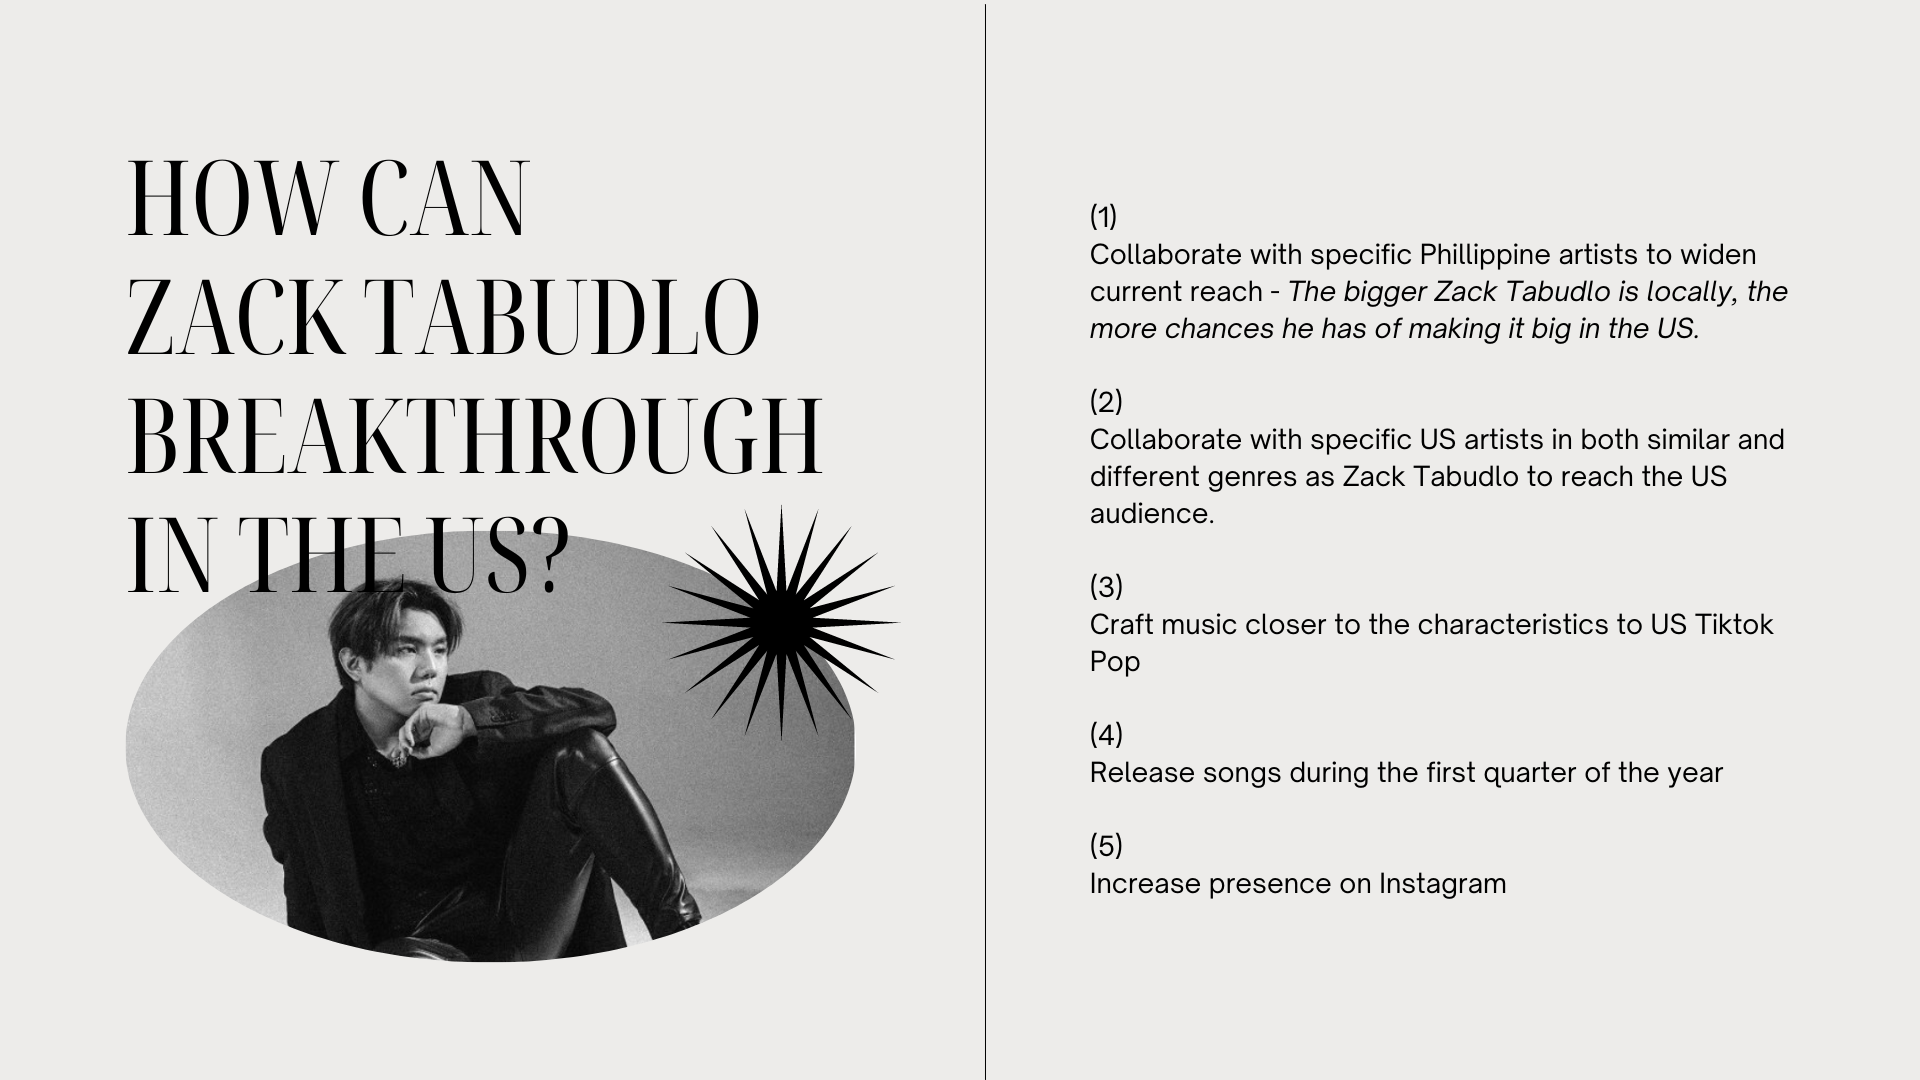 HOW CAN
ZACK TABUDLO
BREAKTHROUGH
IN THE US?
(1)
Collaborate with specific Phillippine artists to widen
current reach - The bigger Zack Tabudlo is locally, the
more chances he has of making it big in the US.
(2)
Collaborate with specific US artists in both similar and
different genres as Zack Tabudlo to reach the US
audience.
(3)
Craft music closer to the characteristics to US Tiktok
Pop
(4)
Release songs during the first quarter of the year
(5)
Increase presence on Instagram